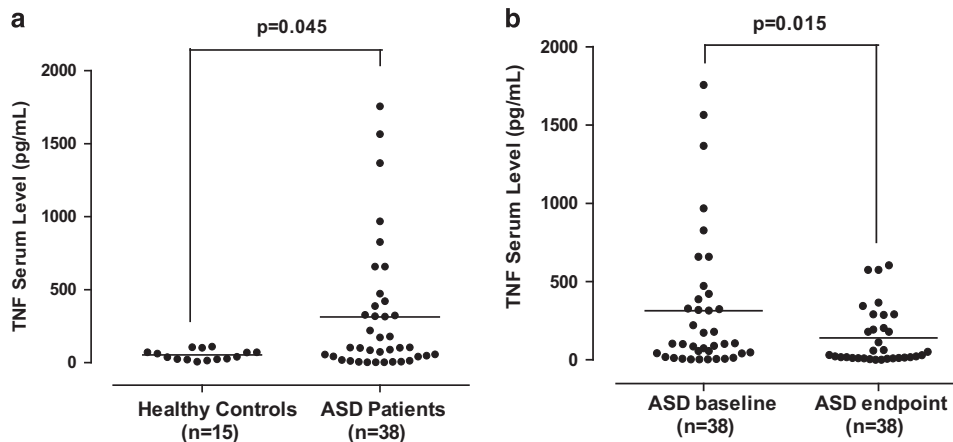 a
p=0.045
TNF Serum Level (pg/mL)
2000
1500
1000
500
0
Healthy Controls
(n=15)
ASD Patients
(n=38)
b
p=0.015
TNF Serum Level (pg/mL)
2000
1500
1000
500
0
ASD baseline
(n=38)
ASD endpoint
(n=38)